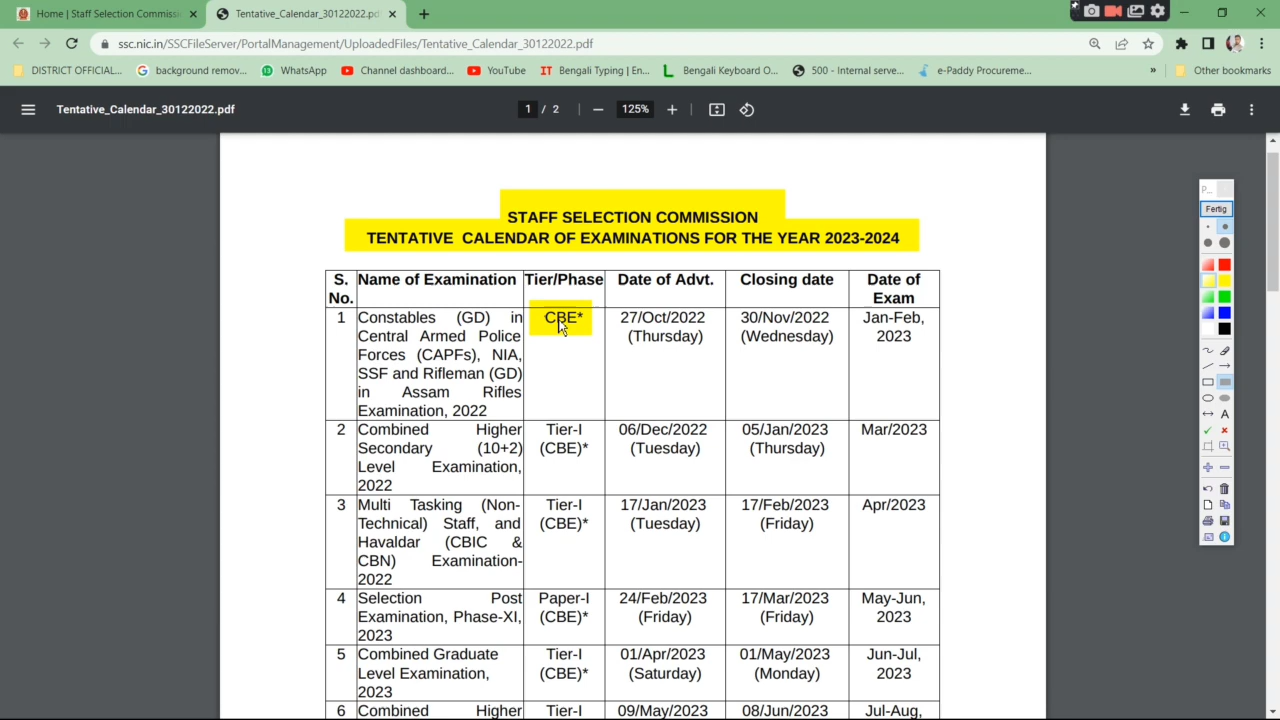 Home | Staff Selection Commissi
Tentative_Calendar_30122022.pdf
ssc.nic.in/SSCFileServer/PortalManagement/UploadedFiles/Tentative_Calendar_30122022.pdf
DISTRICT OFFICIAL...
background remov...
WhatsApp
Channel dashboard...
YouTube
Bengali Typing | En...
Bengali Keyboard O...
500 - Internal serve...
e-Paddy Procureme...
»
Other bookmarks
Tentative_Calendar_30122022.pdf
1 / 2
125%
P...
Fertig
STAFF SELECTION COMMISSION
TENTATIVE CALENDAR OF EXAMINATIONS FOR THE YEAR 2023-2024
S. No. Name of Examination Tier/Phase Date of Advt. Closing date Date of Exam
1 Constables (GD) in CBE* 27/Oct/2022 30/Nov/2022 Jan-Feb,
Central Armed Police (Thursday) (Wednesday) 2023
Forces (CAPFs), NIA,
SSF and Rifleman (GD)
in Assam Rifles
Examination, 2022
2 Combined Higher Tier-I 06/Dec/2022 05/Jan/2023 Mar/2023
Secondary (10+2) (CBE)* (Tuesday) (Thursday)
Level Examination,
2022
3 Multi Tasking (Non- Tier-I 17/Jan/2023 17/Feb/2023 Apr/2023
Technical) Staff, and (CBE)* (Tuesday) (Friday)
Havaldar (CBIC &
CBN) Examination-
2022
4 Selection Post Paper-I 24/Feb/2023 17/Mar/2023 May-Jun,
Examination, Phase-XI, (CBE)* (Friday) (Friday) 2023
2023
5 Combined Graduate Tier-I 01/Apr/2023 01/May/2023 Jun-Jul,
Level Examination, (CBE)* (Saturday) (Monday) 2023
2023
6 Combined Higher Tier-I 09/May/2023 08/Jun/2023 Jul-Aug,